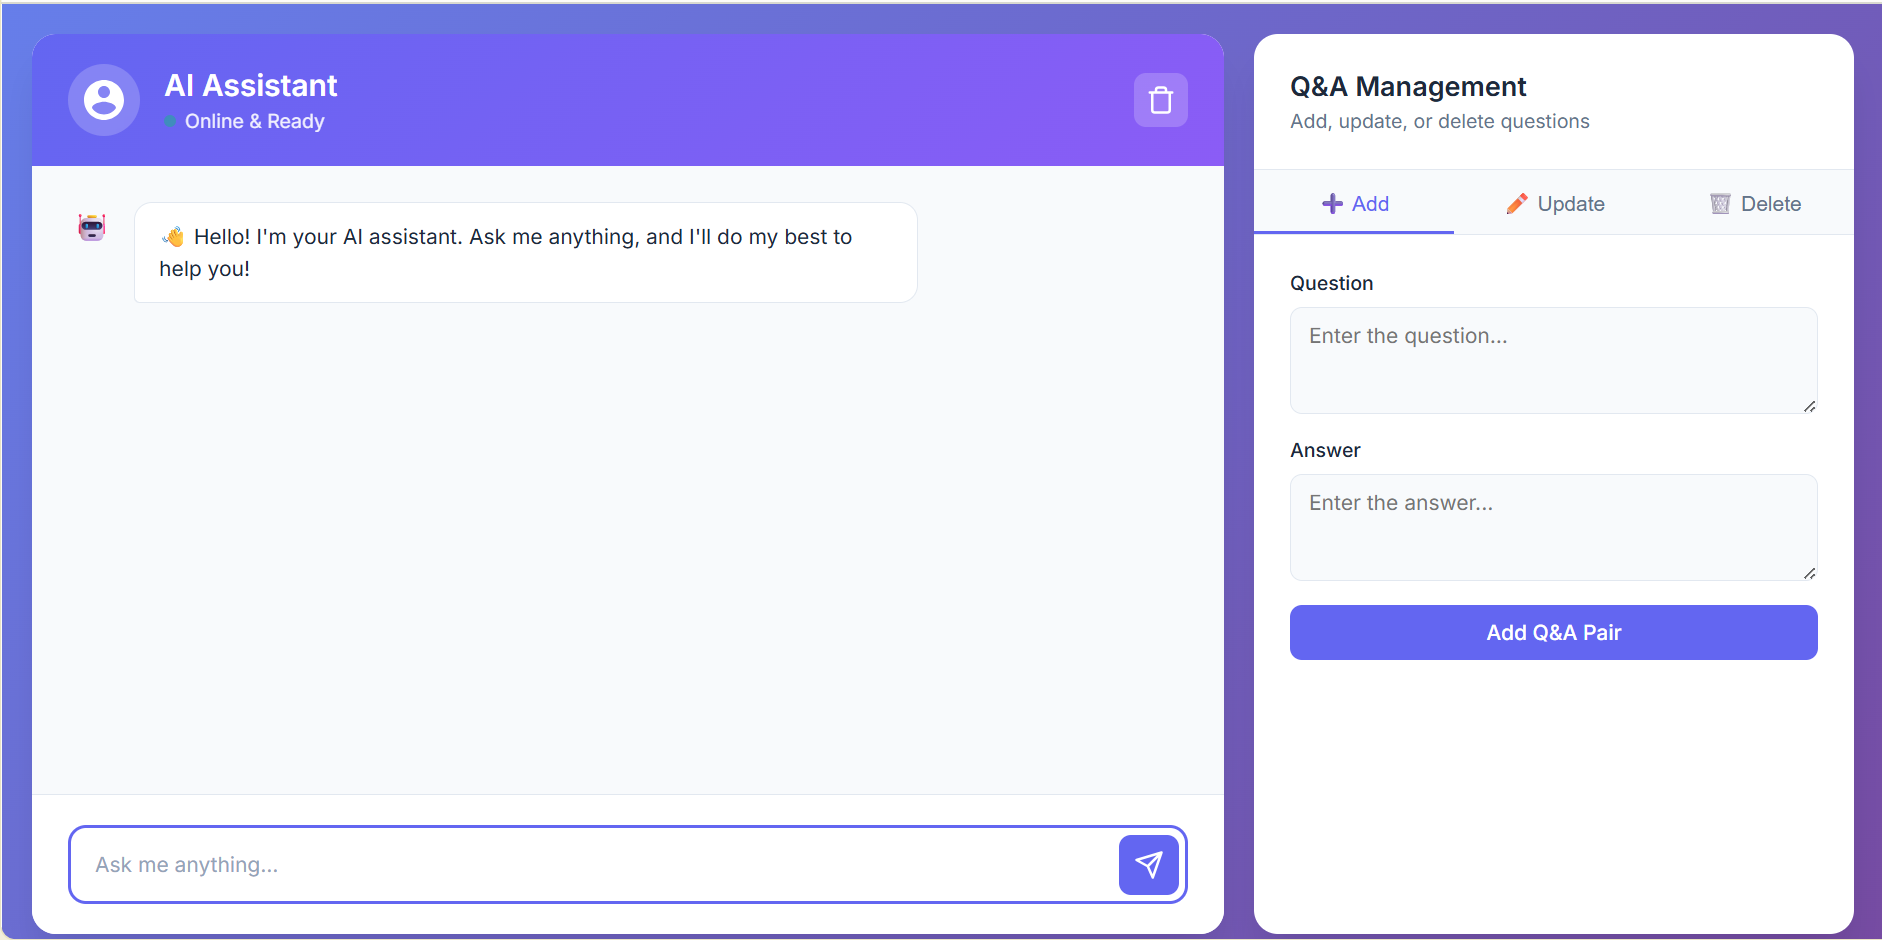 AI Assistant
Online & Ready
👋 Hello! I'm your AI assistant. Ask me anything, and I'll do my best to
help you!
Ask me anything...
Q&A Management
Add, update, or delete questions
Add
Update
Delete
Question
Enter the question...
Answer
Enter the answer...
Add Q&A Pair